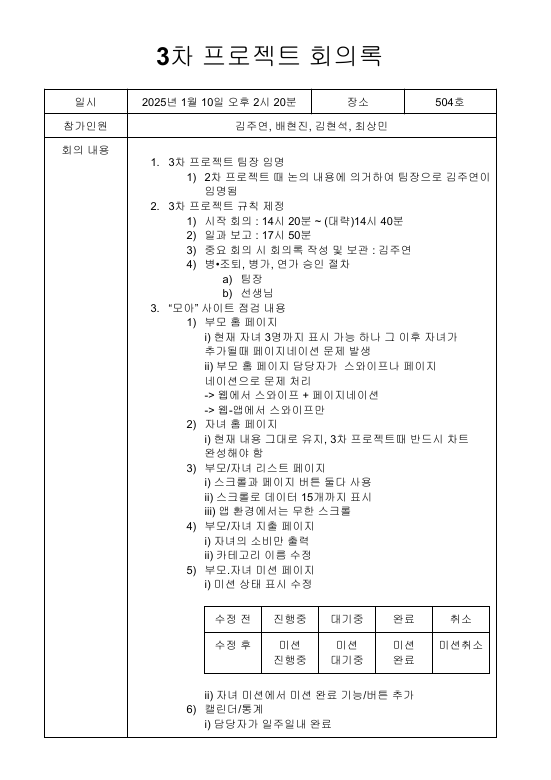 3차 프로젝트 회의록
일시 2025년 1월 10일 오후 2시 20분 장소 504호
참가인원 김주연, 배현진, 김현석, 최상민
회의 내용
1. 3차 프로젝트 팀장 임명
1) 2차 프로젝트 때 논의 내용에 의거하여 팀장으로 김주연이
임명됨
2. 3차 프로젝트 규칙 제정
1) 시작 회의 : 14시 20분 ~ (대략)14시 40분
2) 일과 보고 : 17시 50분
3) 중요 회의 시 회의록 작성 및 보관 : 김주연
4) 병•조퇴, 병가, 연가 승인 절차
a) 팀장
b) 선생님
3. “모아” 사이트 점검 내용
1) 부모 홈 페이지
i) 현재 자녀 3명까지 표시 가능 하나 그 이후 자녀가
추가될때 페이지네이션 문제 발생
ii) 부모 홈 페이지 담당자가 스와이프나 페이지
네이션으로 문제 처리
-> 웹에서 스와이프 + 페이지네이션
-> 웹-앱에서 스와이프만
2) 자녀 홈 페이지
i) 현재 내용 그대로 유지, 3차 프로젝트때 반드시 차트
완성해야 함
3) 부모/자녀 리스트 페이지
i) 스크롤과 페이지 버튼 둘다 사용
ii) 스크롤로 데이터 15개까지 표시
iii) 앱 환경에서는 무한 스크롤
4) 부모/자녀 지출 페이지
i) 자녀의 소비만 출력
ii) 카테고리 이름 수정
5) 부모.자녀 미션 페이지
i) 미션 상태 표시 수정
수정 전 진행중 대기중 완료 취소
수정 후 미션 미션 미션 미션취소
진행중 대기중 완료
ii) 자녀 미션에서 미션 완료 기능/버튼 추가
6) 캘린더/통계
i) 담당자가 일주일내 완료